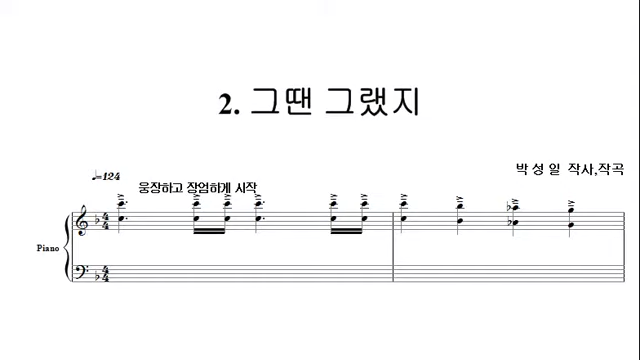 2. 그땐 그랬지
박 성 일 작사,작곡
♩=124
웅장하고 장엄하게 시작
Piano